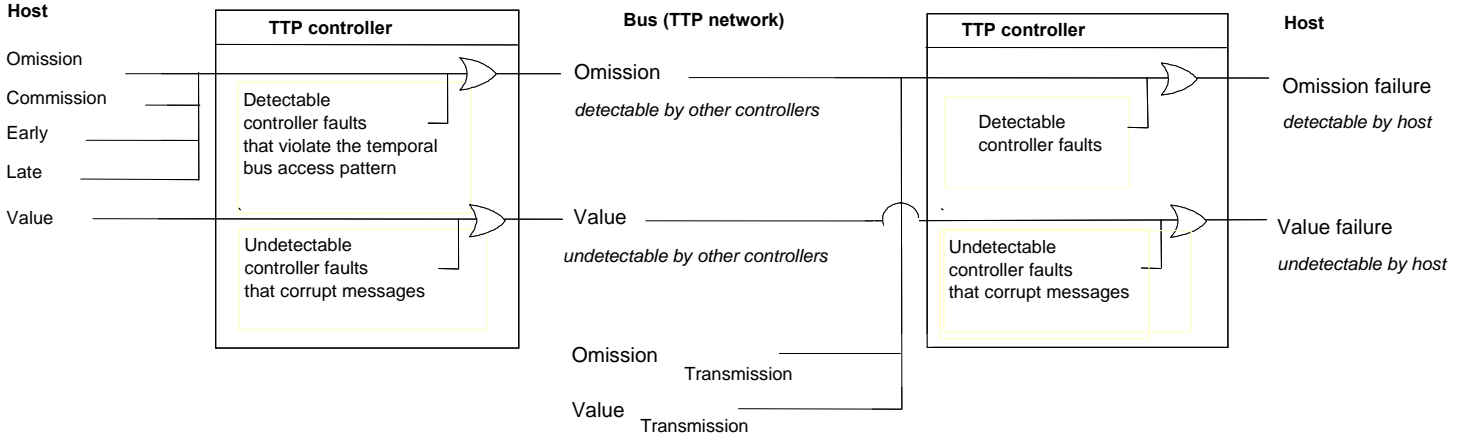 Host
TTP controller
Bus (TTP network)
TTP controller
Host
Omission
Commission
Early
Late
Value
Detectable
controller faults
that violate the temporal
bus access pattern
Undetectable
controller faults
that corrupt messages
Omission
detectable by other controllers
Value
undetectable by other controllers
Omission
Transmission
Value
Transmission
Detectable
controller faults
Undetectable
controller faults
that corrupt messages
Omission failure
detectable by host
Value failure
undetectable by host